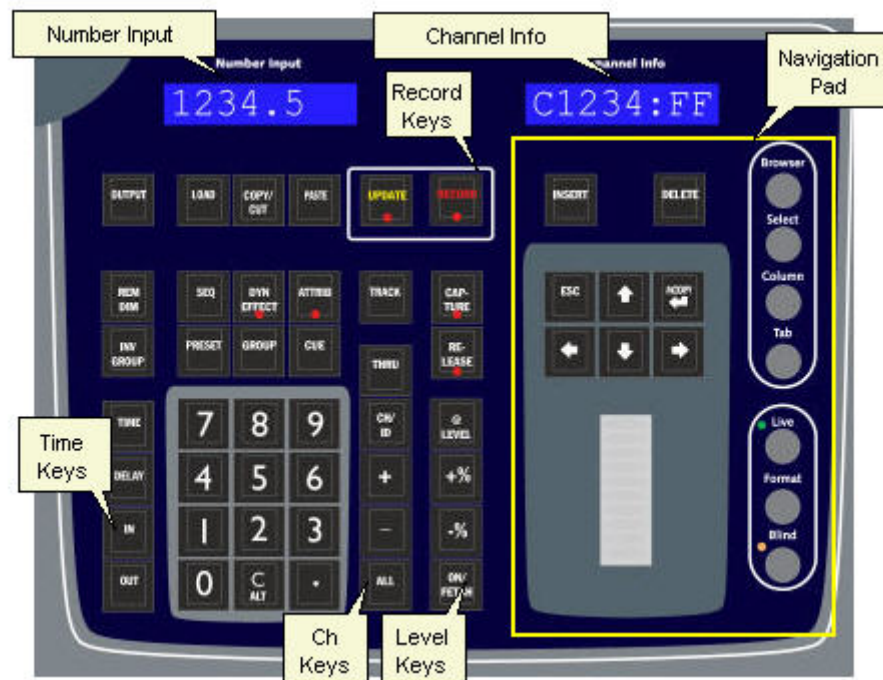 Number Input
Channel Info
Navigation
Pad
Number Input
hannel Info
1234.5
C1234:FF
Record
Keys
Browser
OUTPUT
LOAD
COPY/
CUT
PASTE
UPDATE
RECORD
INSERT
DELETE
Select
Column
REM
DIM
SEQ
DYN
EFFECT
ATTRIB
TRACK
CAP-
TURE
ESC
ACCEPT
Tab
INV
GROUP
PRESET
GROUP
CUE
THRU
RE-
LEASE
TIME
7
8
9
CH/
ID
@
LEVEL
Live
Time
Keys
DELAY
4
5
6
+
+%
Format
IN
1
2
3
-
-%
Blind
OUT
0
C
ALT
.
ALL
ON/
FETCH
Ch
Keys
Level
Keys